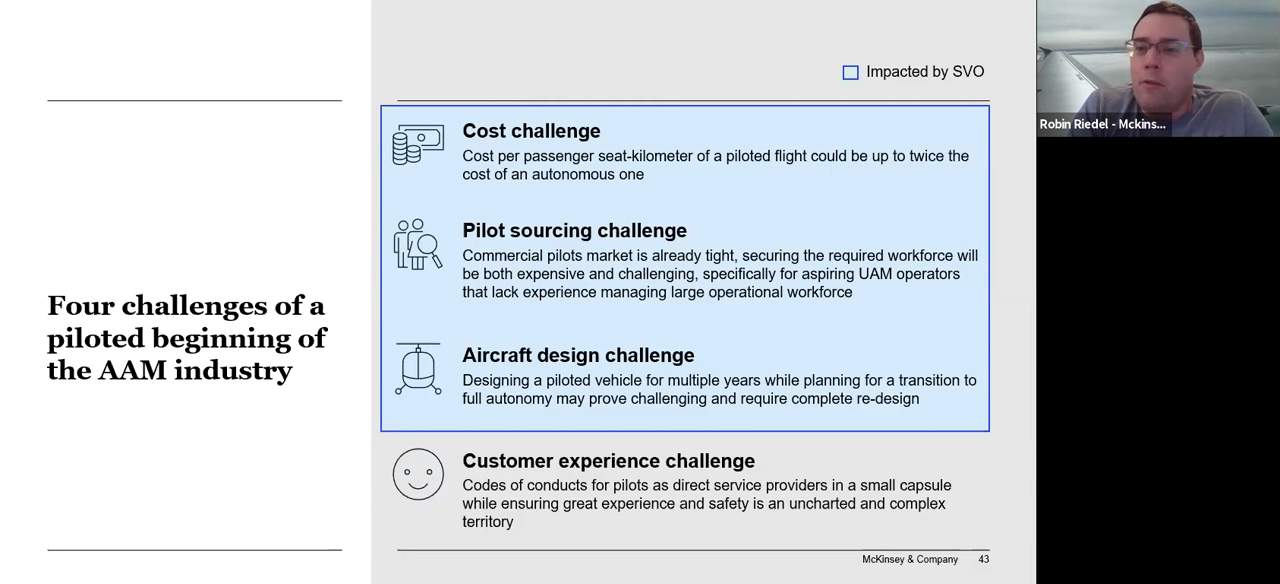 Impacted by SVO
Four challenges of a
piloted beginning of
the AAM industry
Cost challenge
Cost per passenger seat-kilometer of a piloted flight could be up to twice the
cost of an autonomous one
Pilot sourcing challenge
Commercial pilots market is already tight, securing the required workforce will
be both expensive and challenging, specifically for aspiring UAM operators
that lack experience managing large operational workforce
Aircraft design challenge
Designing a piloted vehicle for multiple years while planning for a transition to
full autonomy may prove challenging and require complete re-design
Customer experience challenge
Codes of conducts for pilots as direct service providers in a small capsule
while ensuring great experience and safety is an uncharted and complex
territory
McKinsey & Company 43
Robin Riedel - Mckins...